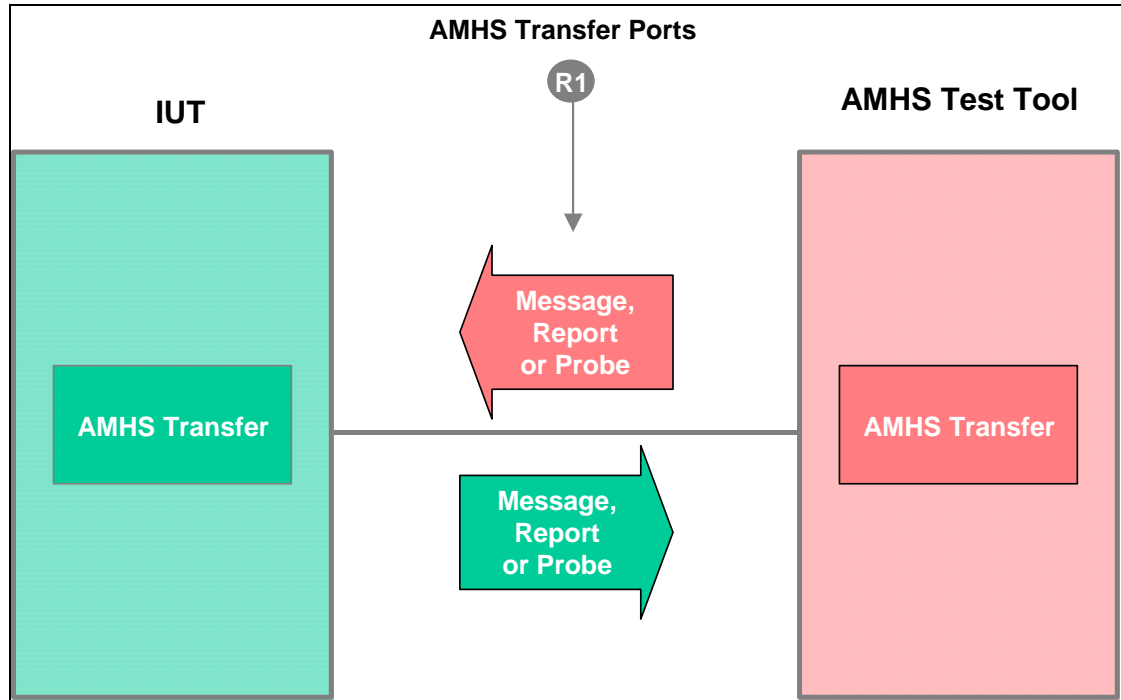 AMHS Transfer Ports
R1
IUT
AMHS Test Tool
Message,
Report
or Probe
AMHS Transfer
AMHS Transfer
Message,
Report
or Probe